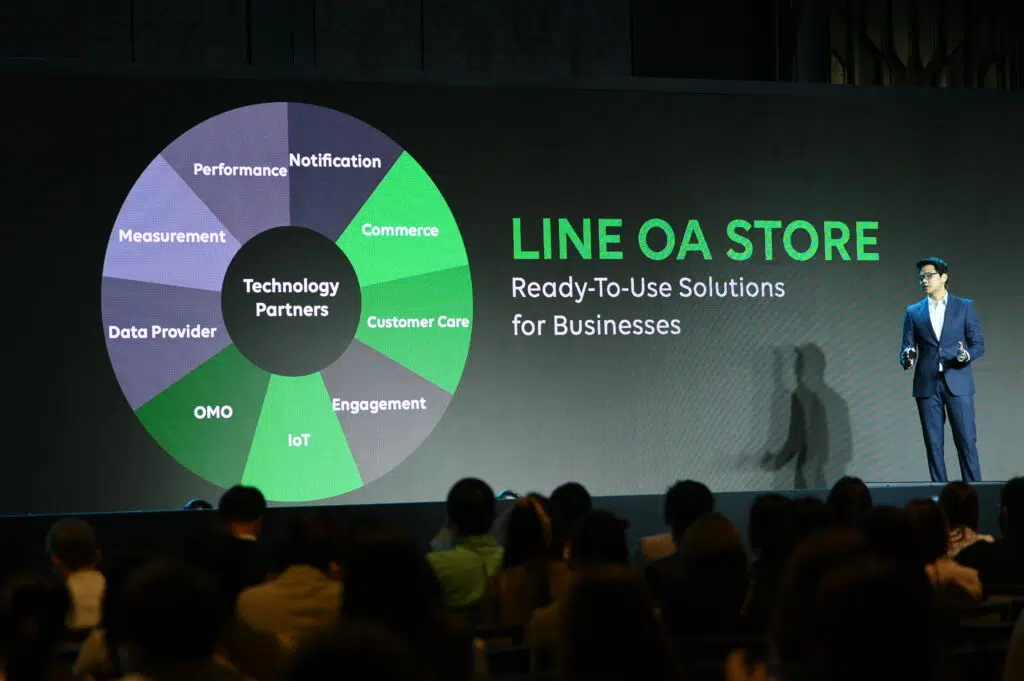 Performance
Notification
Measurement
Commerce
Technology
Partners
Data Provider
Customer Care
OMO
Engagement
IoT
LINE OA STORE
Ready-To-Use Solutions
for Businesses